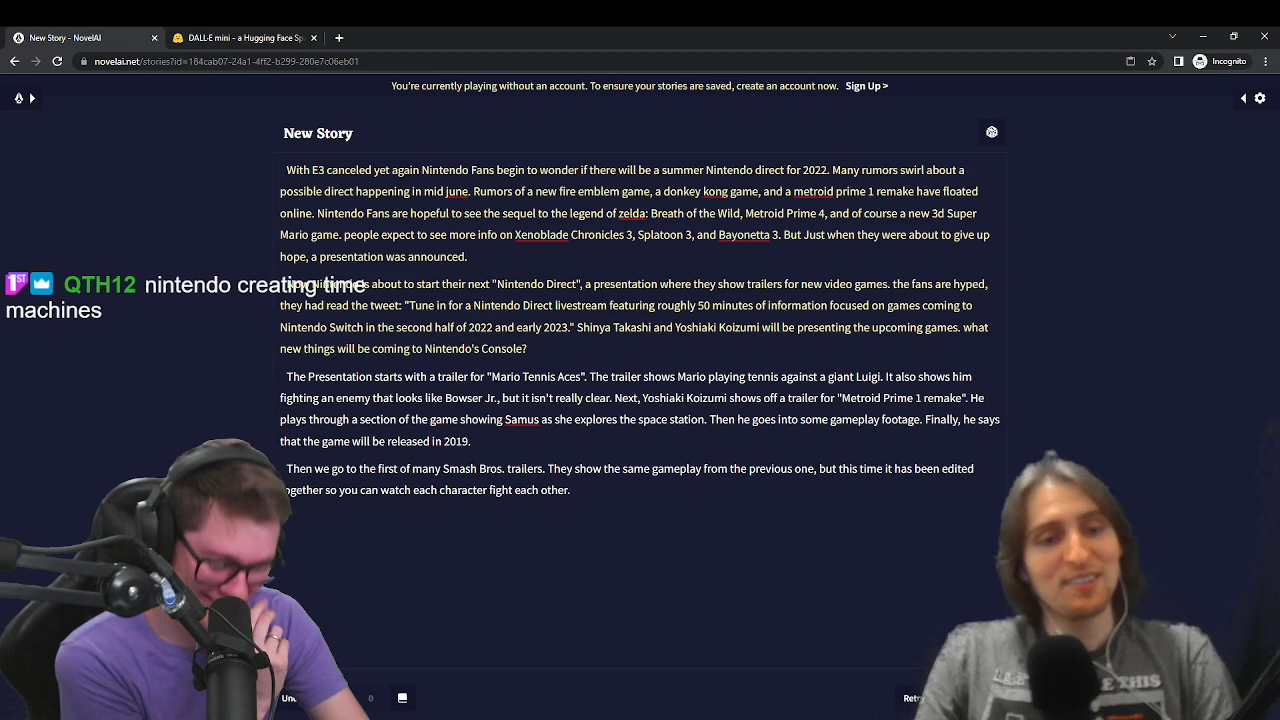 New Story - NovelAI
DALL·E mini - a Hugging Face Sp
novelai.net/stories?id=184cab07-24a1-4ff2-b299-280e7c06eb01
Incognito
You're currently playing without an account. To ensure your stories are saved, create an account now. Sign Up >
New Story
With E3 canceled yet again Nintendo Fans begin to wonder if there will be a summer Nintendo direct for 2022. Many rumors swirl about a
possible direct happening in mid june. Rumors of a new fire emblem game, a donkey kong game, and a metroid prime 1 remake have floated
online. Nintendo Fans are hopeful to see the sequel to the legend of zelda: Breath of the Wild, Metroid Prime 4, and of course a new 3d Super
Mario game. people expect to see more info on Xenoblade Chronicles 3, Splatoon 3, and Bayonetta 3. But Just when they were about to give up
hope, a presentation was announced.
about to start their next "Nintendo Direct", a presentation where they show trailers for new video games. the fans are hyped,
QTH12 nintendo creating time
machines
they had read the tweet: "Tune in for a Nintendo Direct livestream featuring roughly 50 minutes of information focused on games coming to
Nintendo Switch in the second half of 2022 and early 2023." Shinya Takashi and Yoshiaki Koizumi will be presenting the upcoming games. what
new things will be coming to Nintendo's Console?
The Presentation starts with a trailer for "Mario Tennis Aces". The trailer shows Mario playing tennis against a giant Luigi. It also shows him
fighting an enemy that looks like Bowser Jr., but it isn't really clear. Next, Yoshiaki Koizumi shows off a trailer for "Metroid Prime 1 remake". He
plays through a section of the game showing Samus as she explores the space station. Then he goes into some gameplay footage. Finally, he says
that the game will be released in 2019.
Then we go to the first of many Smash Bros. trailers. They show the same gameplay from the previous one, but this time it has been edited
together so you can watch each character fight each other.
0
Retry